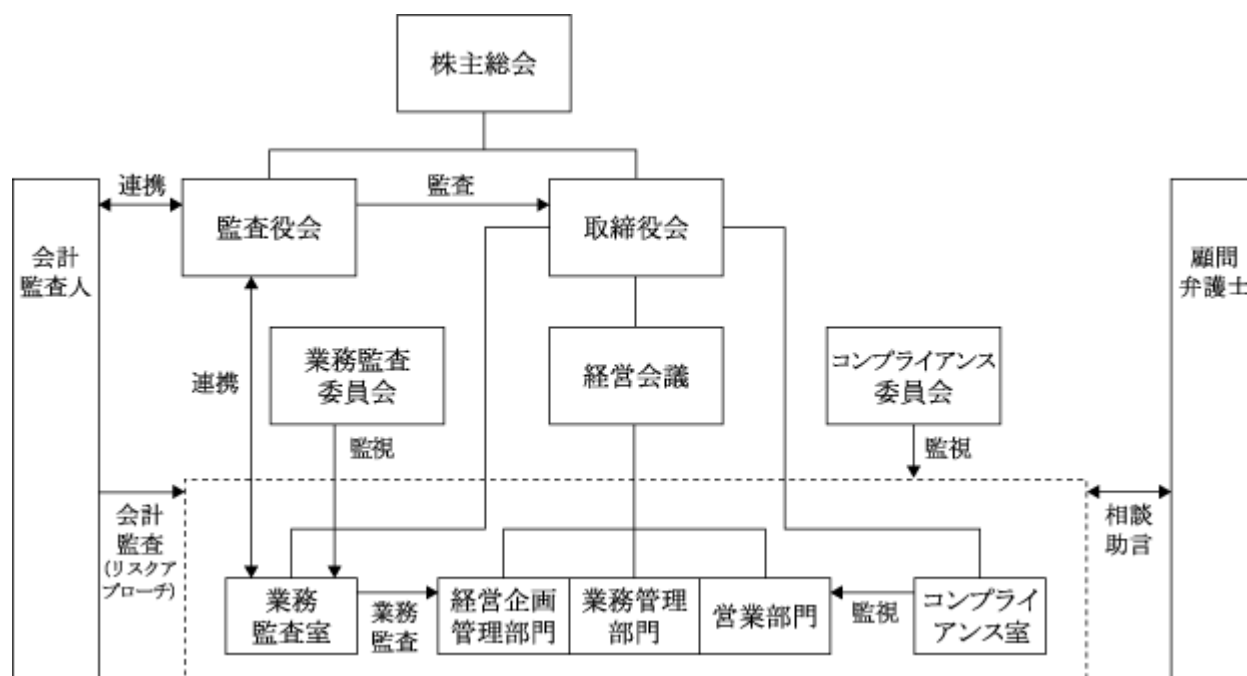 株主総会
連携
監査
監査役会
取締役会
会計
監査人
顧問
弁護士
業務監査
委員会
経営会議
コンプライアンス
委員会
連携
監視
監視
会計
監査
(リスクア
プローチ)
相談
助言
業務
監査室
業務
監査
経営企画
管理部門
業務管理
部門
営業部門
監視
コンプライ
アンス室